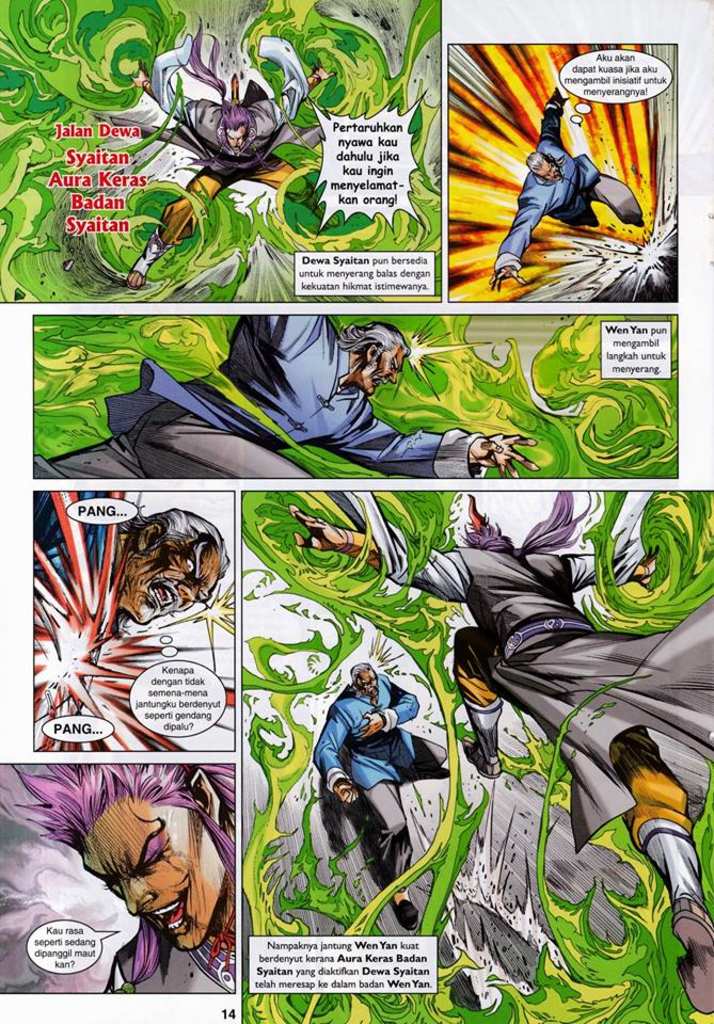 Jalan Dewa
Syaitan
Aura Keras
Badan
Syaitan
Pertaruhkan
nyawa kau
dahulu jika
kau ingin
menyelamat-
kan orang!
Dewa Syaitan pun bersedia
untuk menyerang balas dengan
kekuatan hikmat istimewanya.
Aku akan
dapat kuasa jika aku
mengambil inisiatif untuk
menyerangnya!
Wen Yan pun
mengambil
langkah untuk
menyerang.
PANG...
Kenapa
dengan tidak
semena-mena
jantungku berdenyut
seperti gendang
dipalu?
PANG...
Kau rasa
seperti sedang
dipanggil maut
kan?
Nampaknya jantung Wen Yan kuat
berdenyut kerana Aura Keras Badan
Syaitan yang diaktifkan Dewa Syaitan
telah meresap ke dalam badan Wen Yan.
14